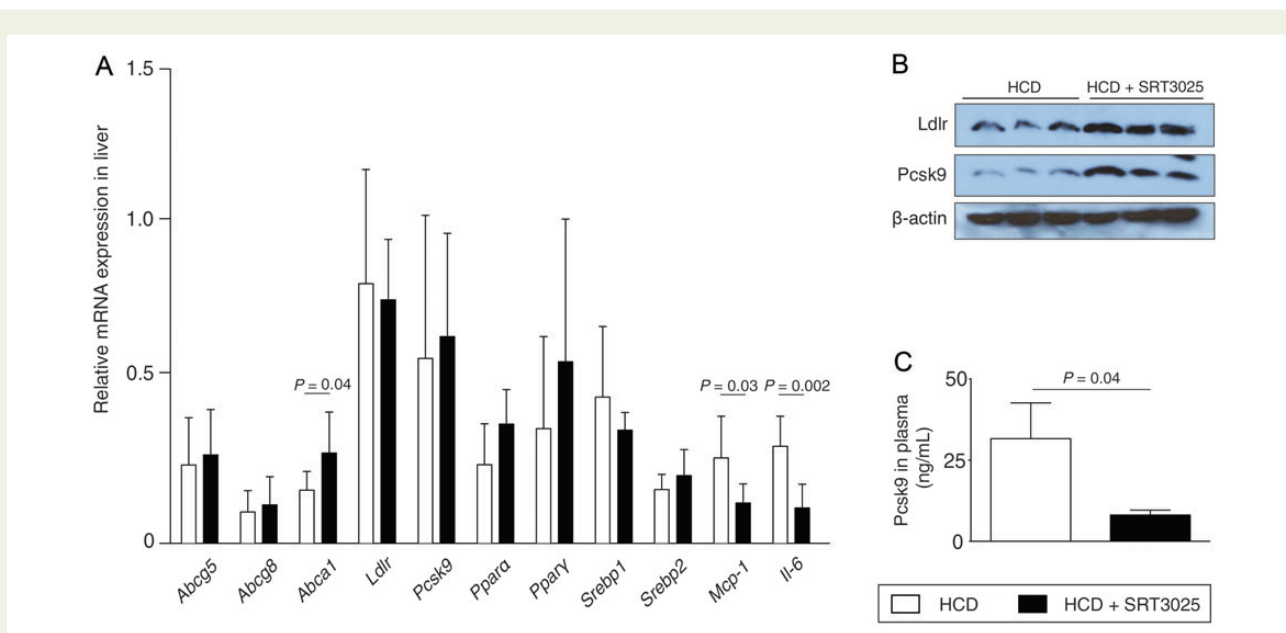 A
1.5
1.0
0.5
0
Relative mRNA expression in liver
P = 0.04
P = 0.03
P = 0.002
Abcg5
Abcg8
Abca1
Ldlr
Pcsk9
Pparα
Pparγ
Srebp1
Srebp2
Mcp-1
Il-6
B
HCD
HCD + SRT3025
Ldlr
Pcsk9
β-actin
C
P = 0.04
50
25
0
Pcsk9 in plasma
(ng/mL)
HCD
HCD + SRT3025